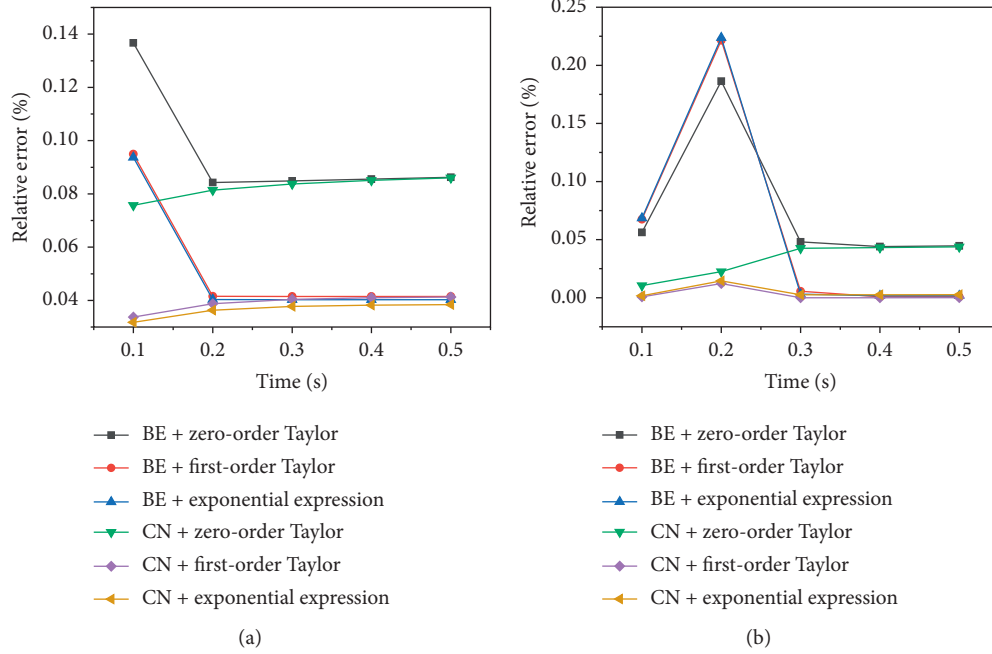 0.14
0.12
0.10
0.08
0.06
0.04
Relative error (%)
0.1 0.2 0.3 0.4 0.5
Time (s)
BE + zero-order Taylor
BE + first-order Taylor
BE + exponential expression
CN + zero-order Taylor
CN + first-order Taylor
CN + exponential expression
(a)
0.25
0.20
0.15
0.10
0.05
0.00
Relative error (%)
0.1 0.2 0.3 0.4 0.5
Time (s)
BE + zero-order Taylor
BE + first-order Taylor
BE + exponential expression
CN + zero-order Taylor
CN + first-order Taylor
CN + exponential expression
(b)